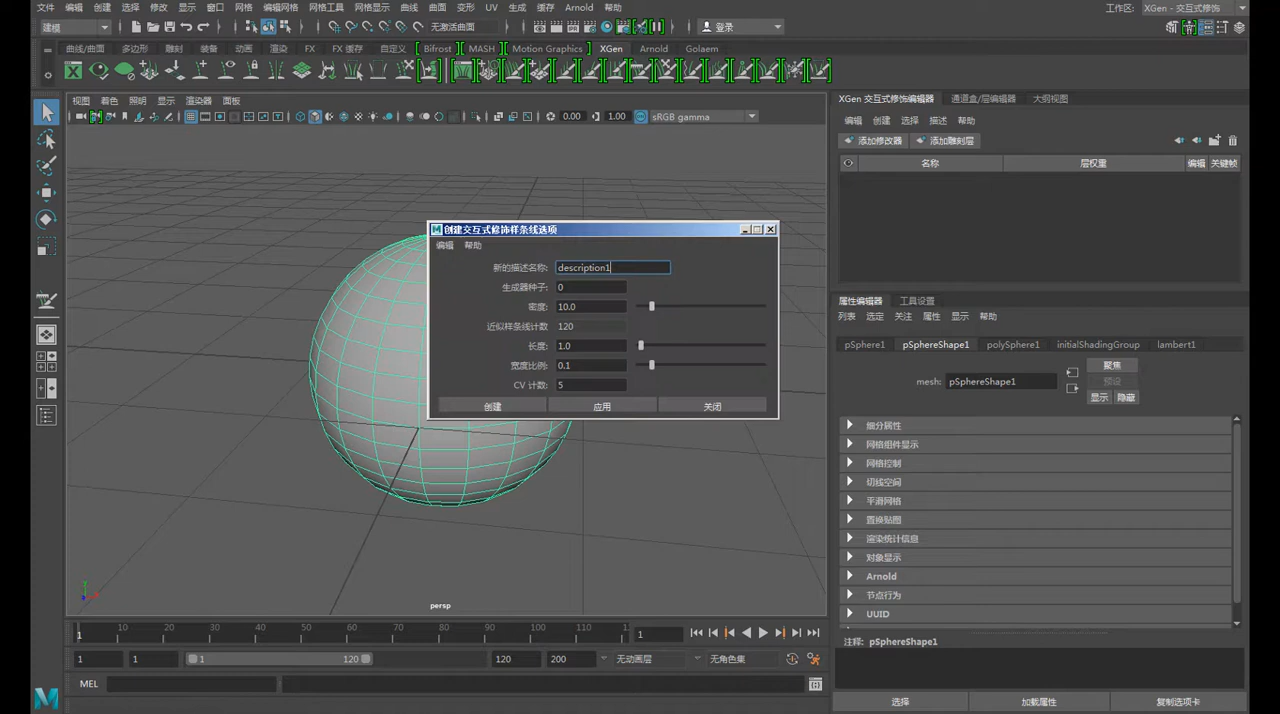 文件 编辑 创建 选择 修改 显示 窗口 网格 编辑网格 网格工具 网格显示 曲线 曲面 变形 UV 生成 缓存 Arnold 帮助
工作区: XGen - 交互式修饰
建模 无激活曲面 登录
曲线/曲面 多边形 雕刻 装备 动画 渲染 FX FX 缓存 自定义 Bifrost MASH Motion Graphics XGen Arnold Golaem
视图 着色 照明 显示 渲染器 面板
0.00 1.00 sRGB gamma
XGen 交互式修饰编辑器 通道盒/层编辑器 大纲视图
编辑 创建 选择 描述 帮助
添加修改器 添加雕刻层
名称 层权重 编辑 关键帧
创建交互式修饰样条线选项
编辑 帮助
新的描述名称: description1
生成器种子: 0
密度: 10.0
近似样条线计数 120
长度: 1.0
宽度比例: 0.1
CV 计数: 5
创建 应用 关闭
persp
属性编辑器 工具设置
列表 选定 关注 属性 显示 帮助
pSphere1 pSphereShape1 polySphere1 initialShadingGroup lambert1
聚焦
mesh: pSphereShape1 预设
显示 隐藏
细分属性
网格组件显示
网格控制
切线空间
平滑网格
置换贴图
渲染统计信息
对象显示
Arnold
节点行为
UUID
注释: pSphereShape1
选择 加载属性 复制选项卡
1 10 20 30 40 50 60 70 80 90 100 110 12 1
1 1 1 120 120 200 无动画层 无角色集
MEL